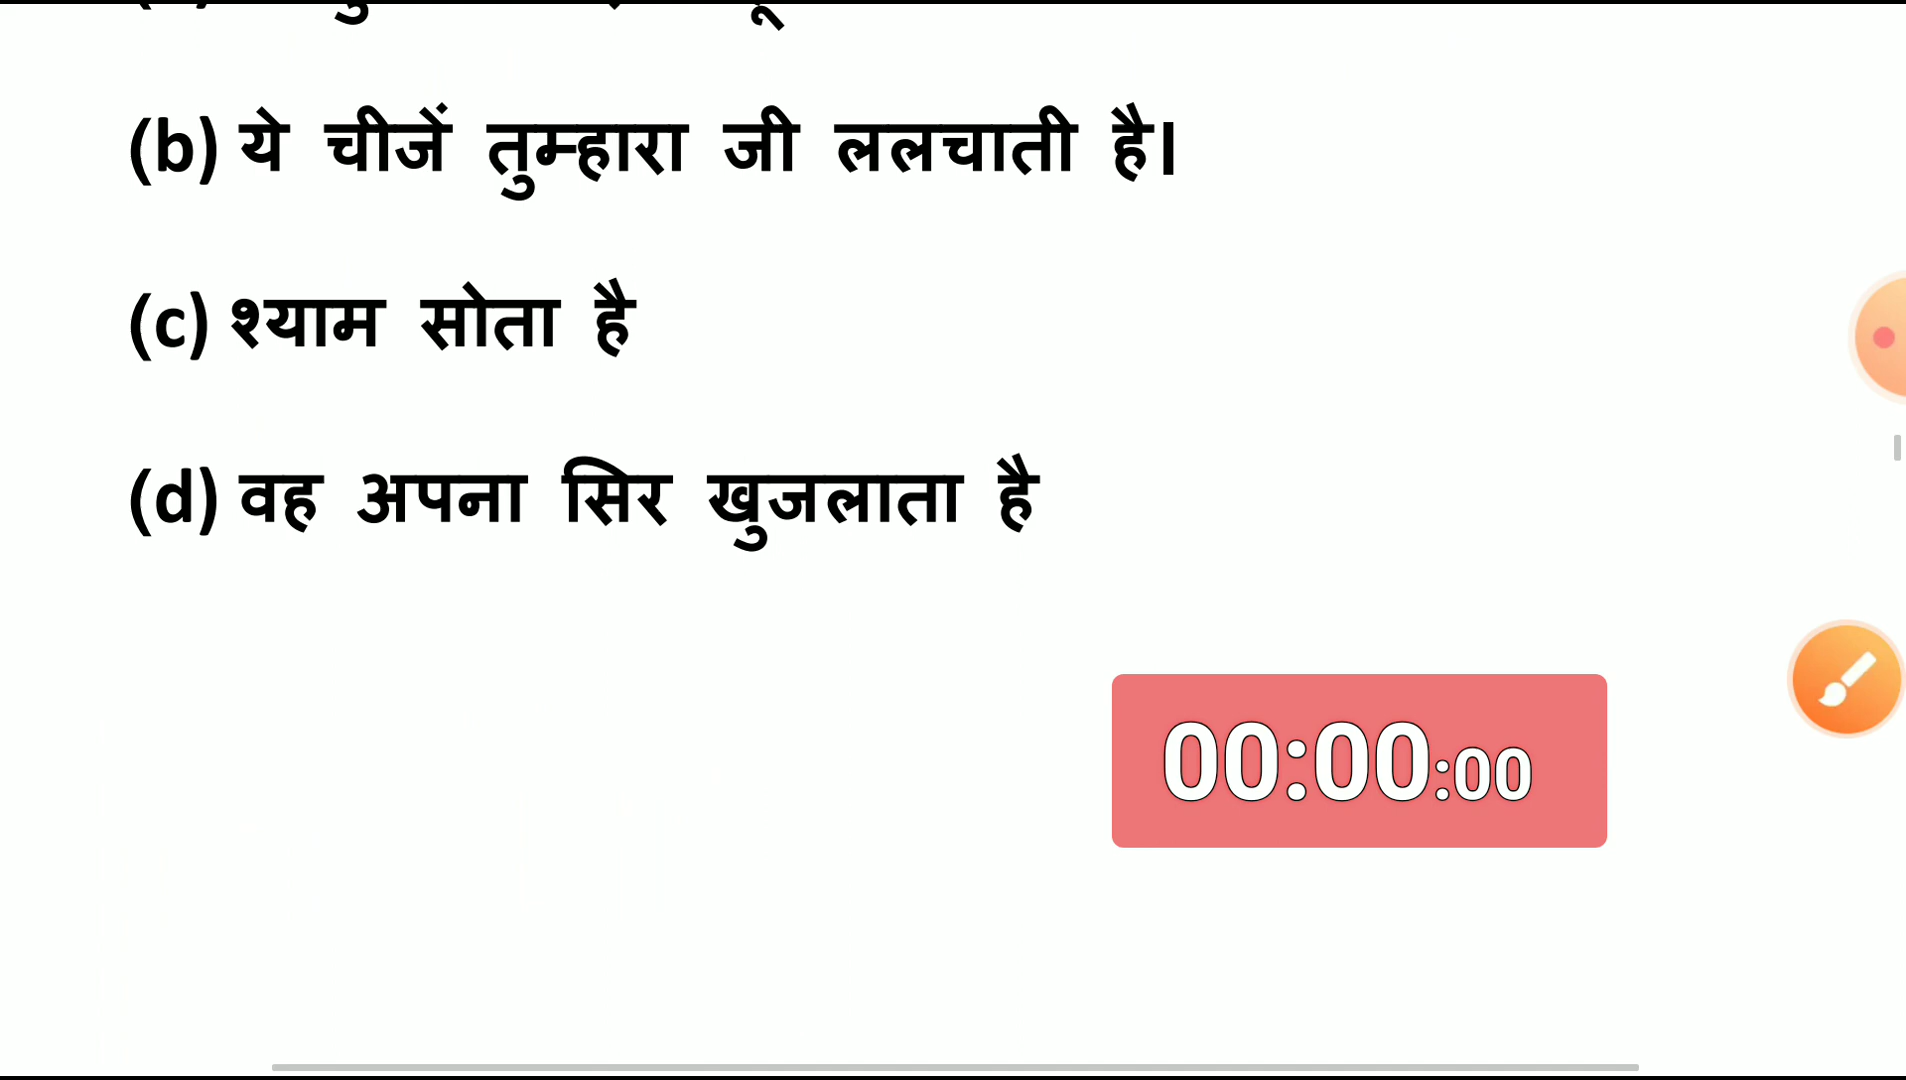 (b) ये चीजें तुम्हारा जी ललचाती है।
(c) श्याम सोता है
(d) वह अपना सिर खुजलाता है
00:00:00